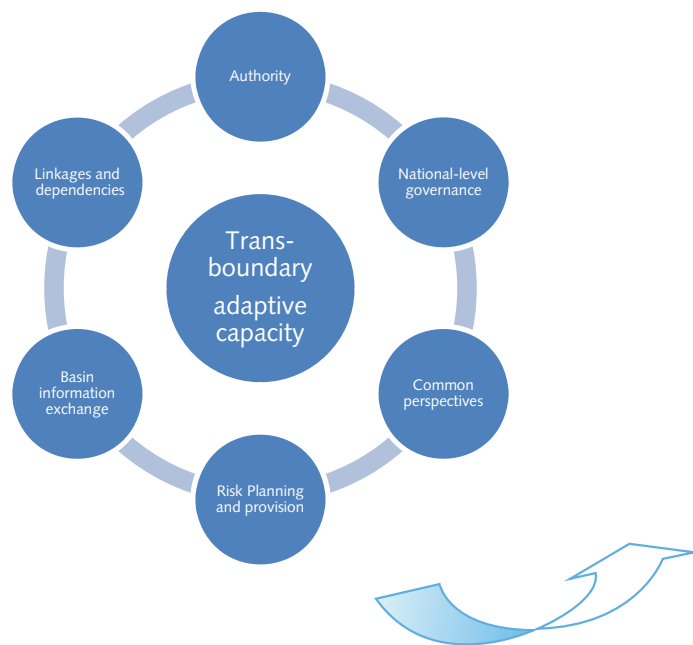 Authority
Linkages and
dependencies
National-level
governance
Trans-
boundary
adaptive
capacity
Basin
information
exchange
Common
perspectives
Risk Planning
and provision